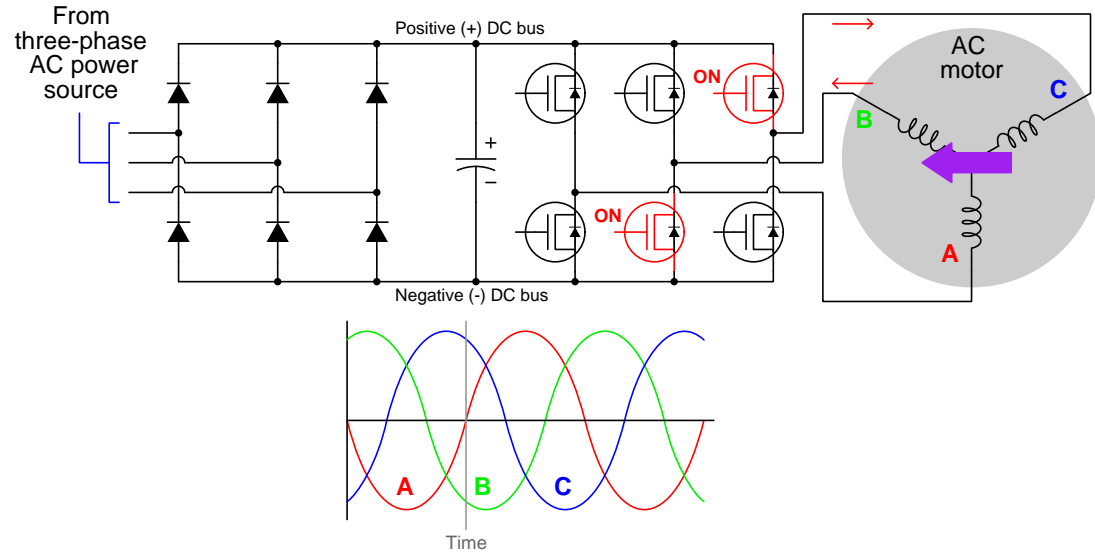 From
three-phase
AC power
source
Positive (+) DC bus
ON
AC
motor
B
C
+
−
ON
A
Negative (-) DC bus
A
B
C
Time